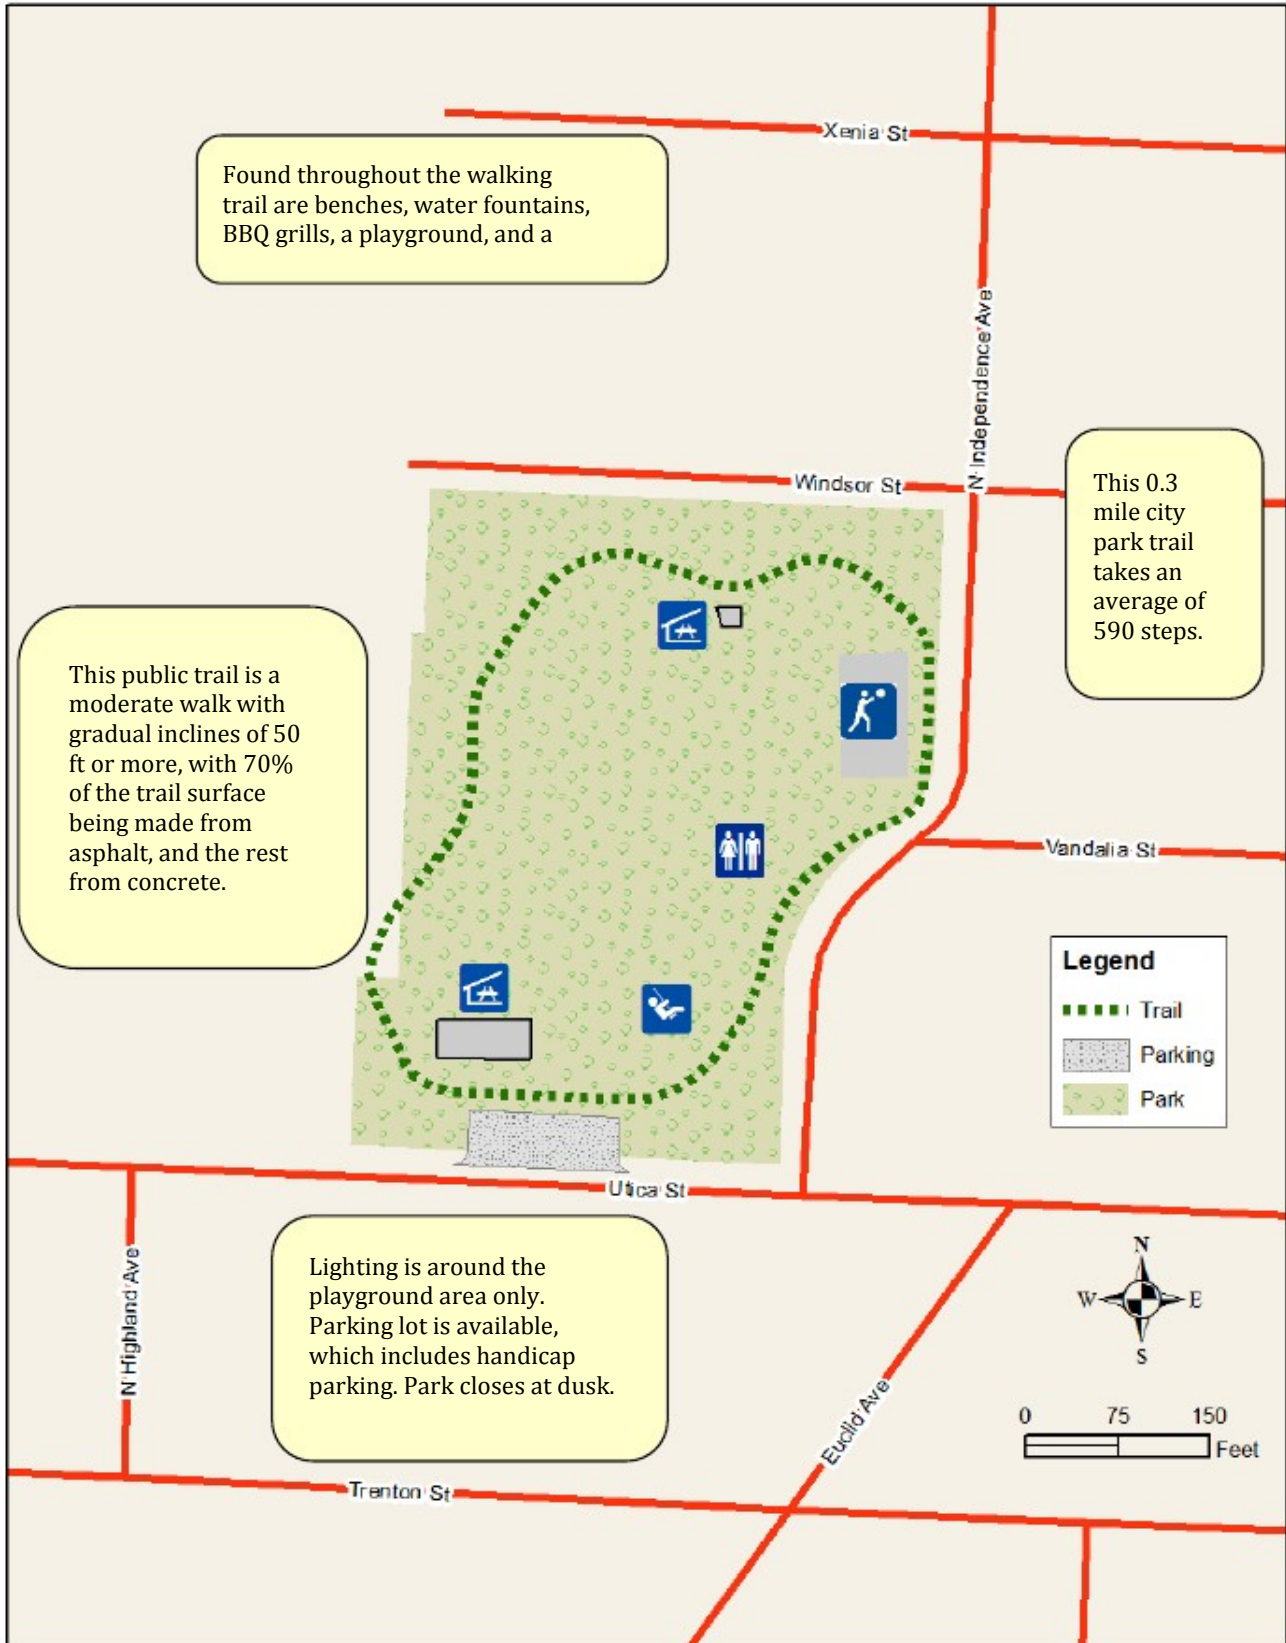 Xenia St
Found throughout the walking
trail are benches, water fountains,
BBQ grills, a playground, and a
N Independence Ave
Windsor St
This 0.3
mile city
park trail
takes an
average of
590 steps.
This public trail is a
moderate walk with
gradual inclines of 50
ft or more, with 70%
of the trail surface
being made from
asphalt, and the rest
from concrete.
Vandalia St
Legend
Trail
Parking
Park
Utica St
Lighting is around the
playground area only.
Parking lot is available,
which includes handicap
parking. Park closes at dusk.
N Highland Ave
Euclid Ave
N
W
E
S
0 75 150
Feet
Trenton St